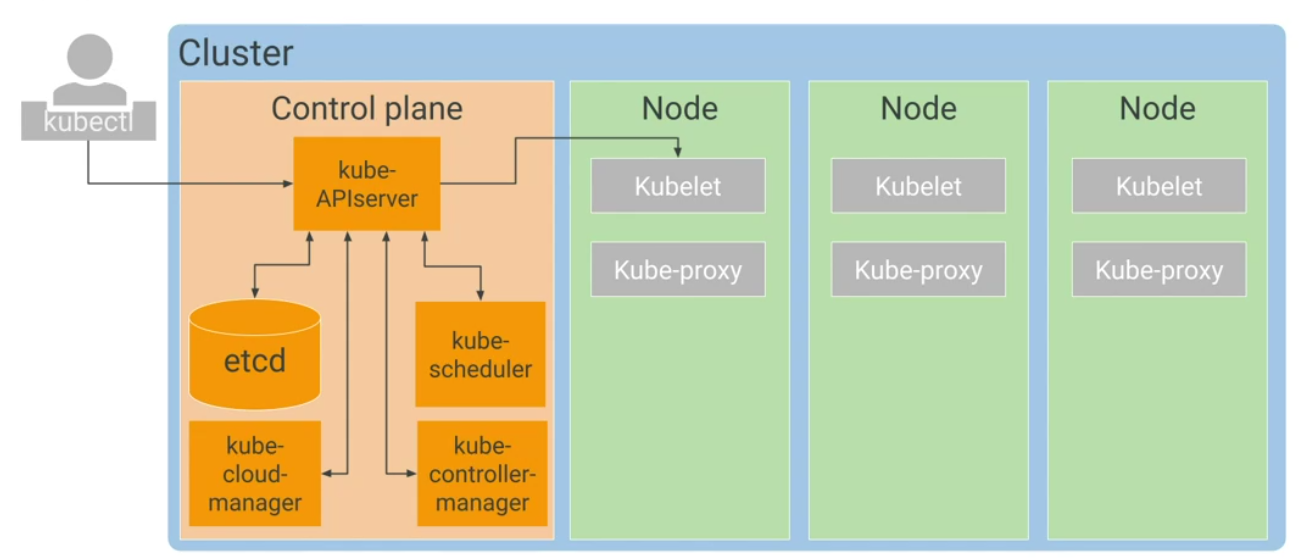 kubectl
Cluster
Control plane
kube-
APIserver
etcd
kube-
scheduler
kube-
cloud-
manager
kube-
controller-
manager
Node
Kubelet
Kube-proxy
Node
Kubelet
Kube-proxy
Node
Kubelet
Kube-proxy